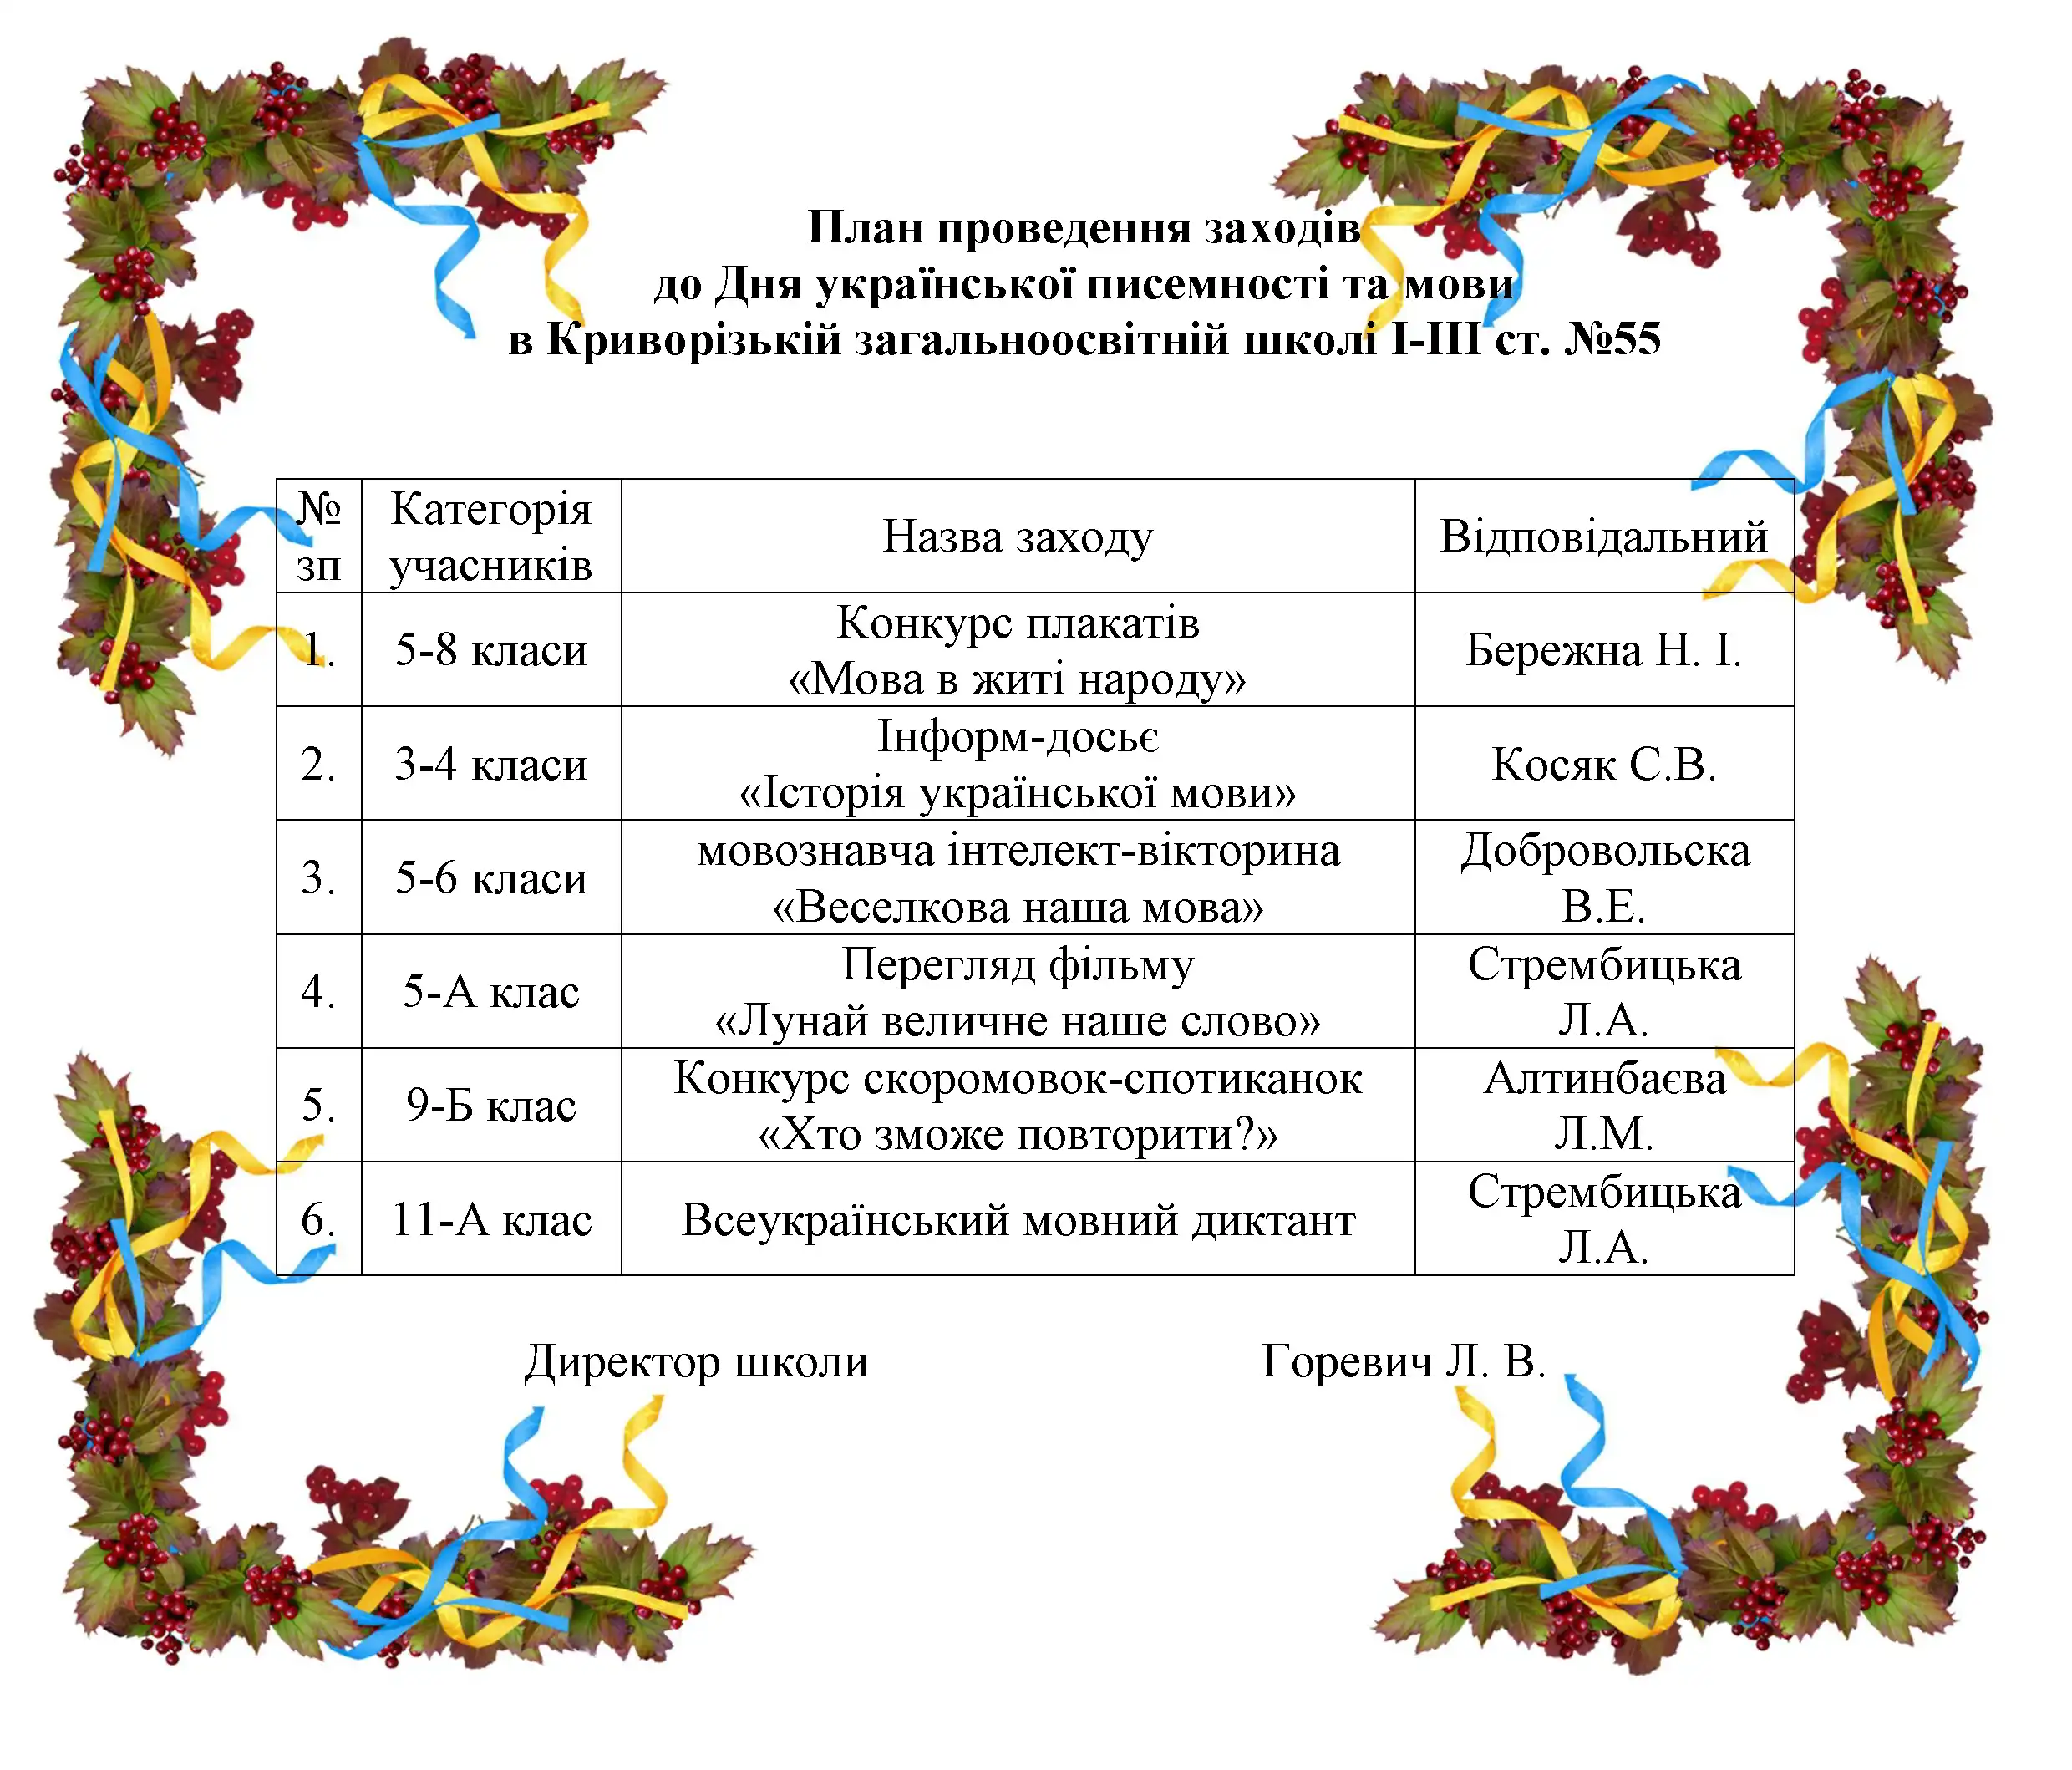 План проведення заходів
до Дня української писемності та мови
в Криворізькій загальноосвітній школі І-ІІІ ст. №55
№ зп
Категорія учасників
Назва заходу
Відповідальний
1.
5-8 класи
Конкурс плакатів
«Мова в житі народу»
Бережна Н. І.
2.
3-4 класи
Інформ-досьє
«Історія української мови»
Косяк С.В.
3.
5-6 класи
мовознавча інтелект-вікторина
«Веселкова наша мова»
Добровольска
В.Е.
4.
5-А клас
Перегляд фільму
«Лунай величне наше слово»
Стрембицька
Л.А.
5.
9-Б клас
Конкурс скоромовок-спотиканок
«Хто зможе повторити?»
Алтинбаєва
Л.М.
6.
11-А клас
Всеукраїнський мовний диктант
Стрембицька
Л.А.
Директор школи
Горевич Л. В.